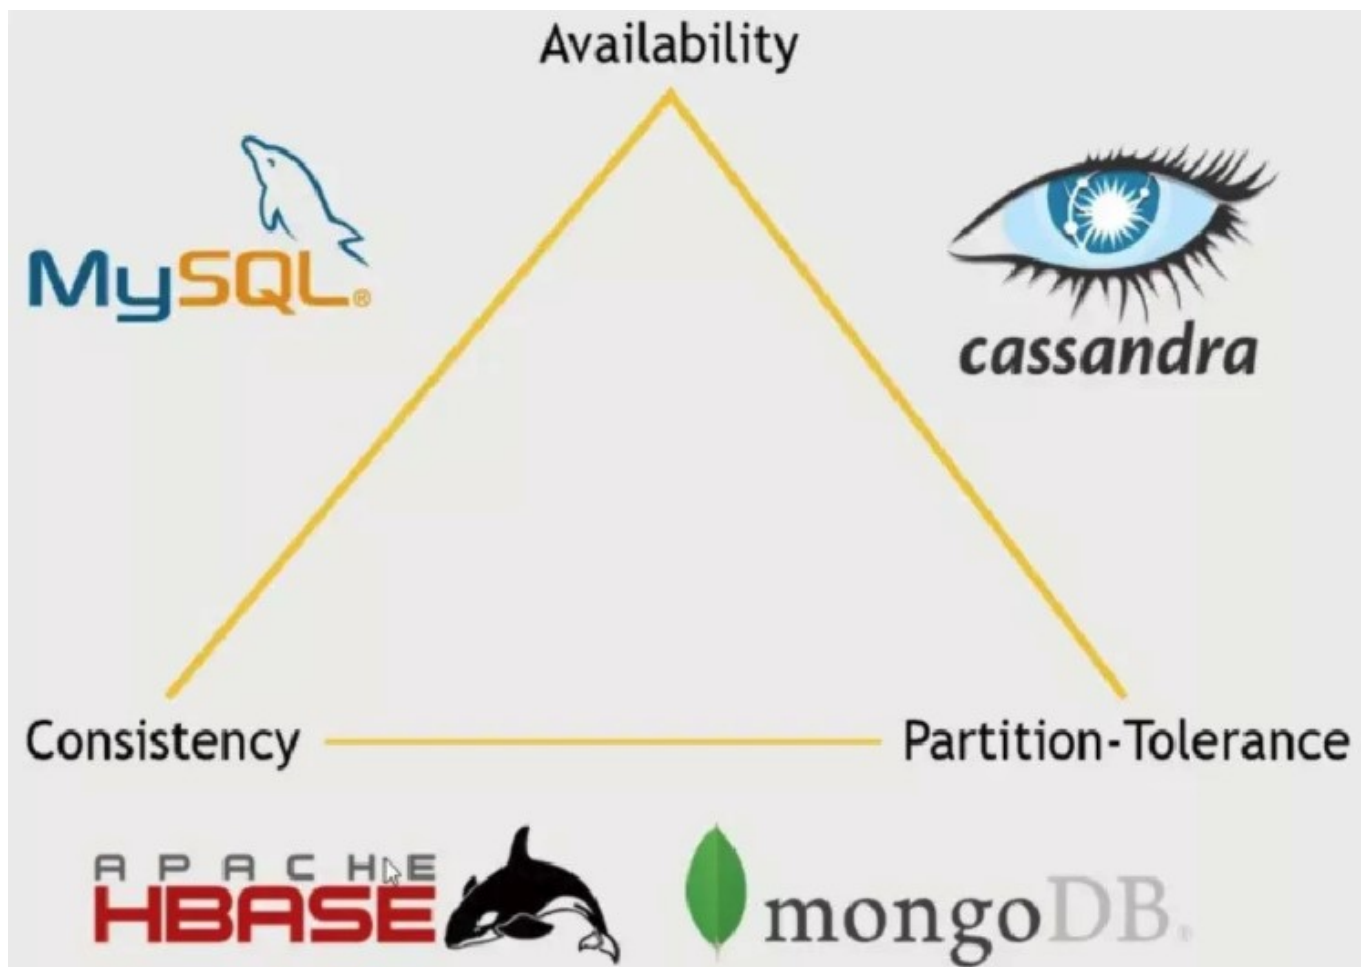 Availability
MySQL®
cassandra
Consistency
Partition-Tolerance
APACHE
HBASE
mongoDB®